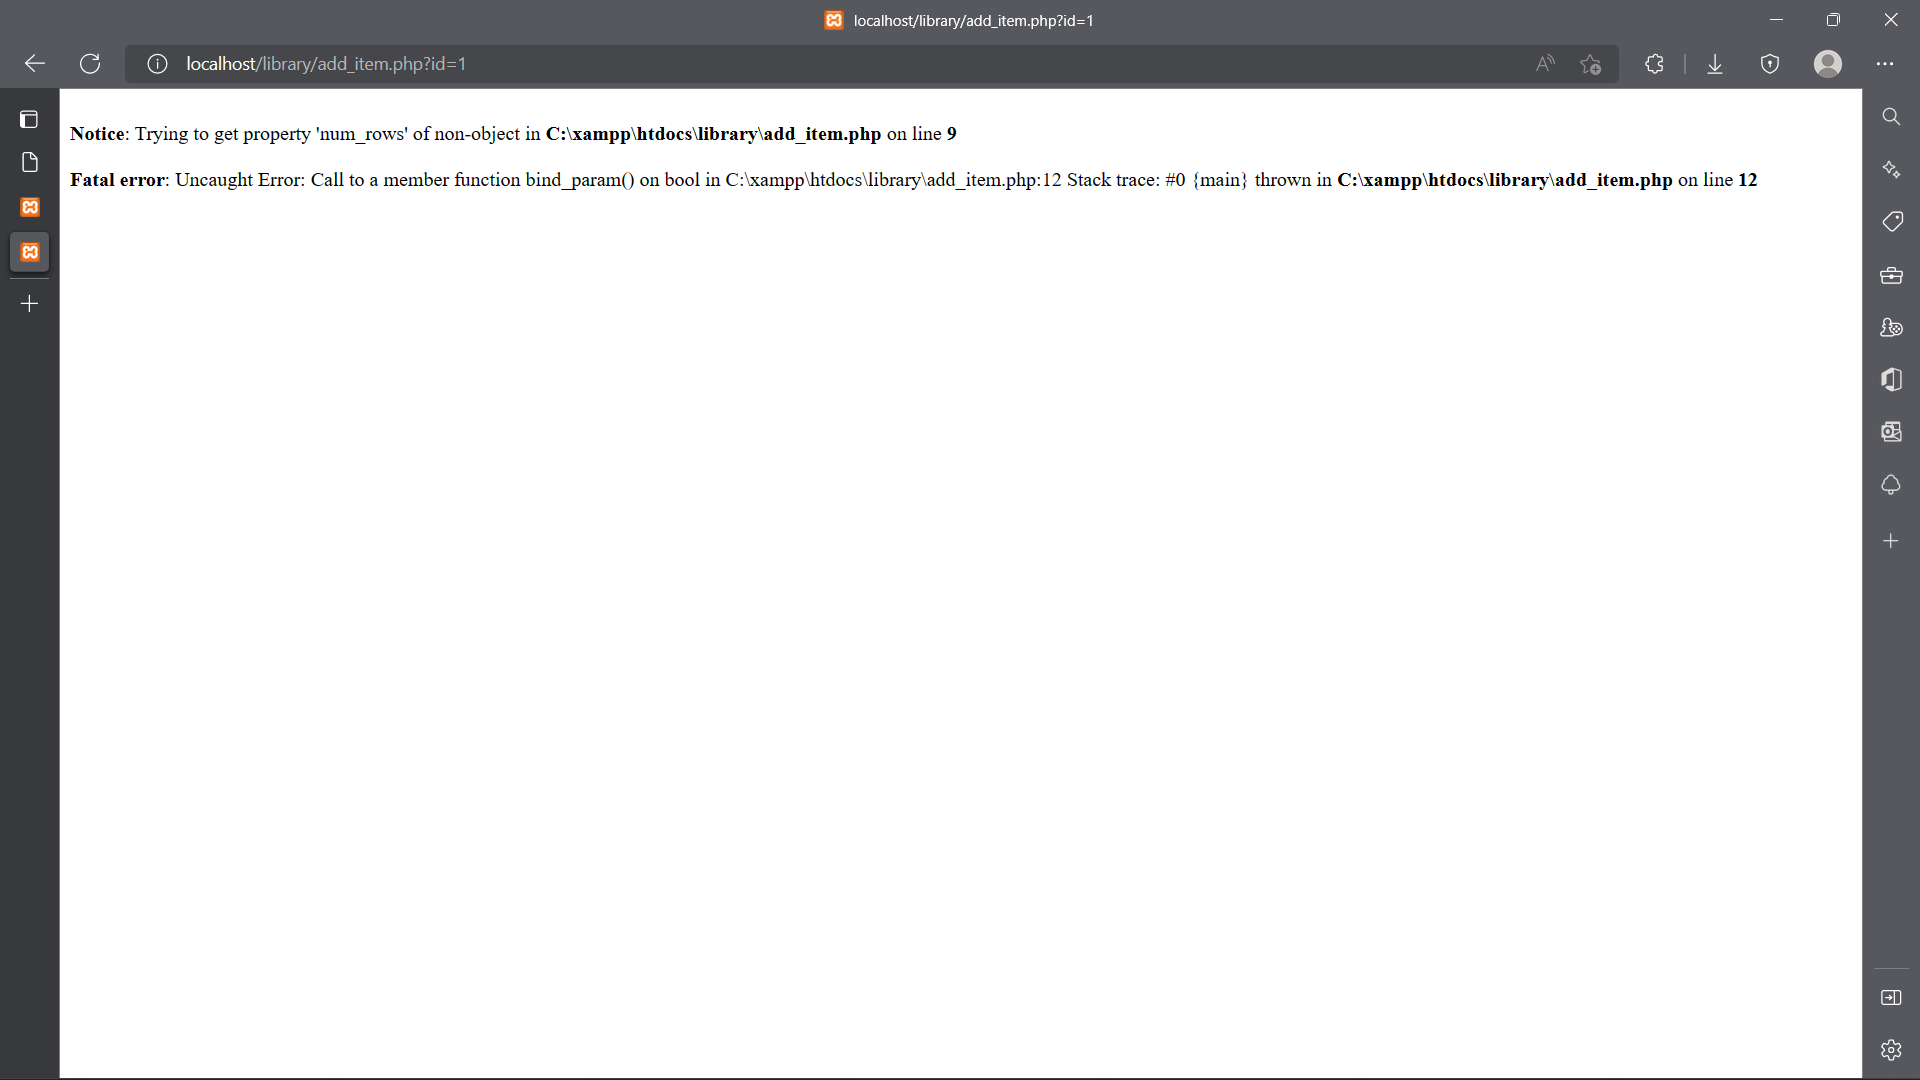 localhost/library/add_item.php?id=1
localhost/library/add_item.php?id=1
Notice: Trying to get property 'num_rows' of non-object in C:\xampp\htdocs\library\add_item.php on line 9
Fatal error: Uncaught Error: Call to a member function bind_param() on bool in C:\xampp\htdocs\library\add_item.php:12 Stack trace: #0 {main} thrown in C:\xampp\htdocs\library\add_item.php on line 12